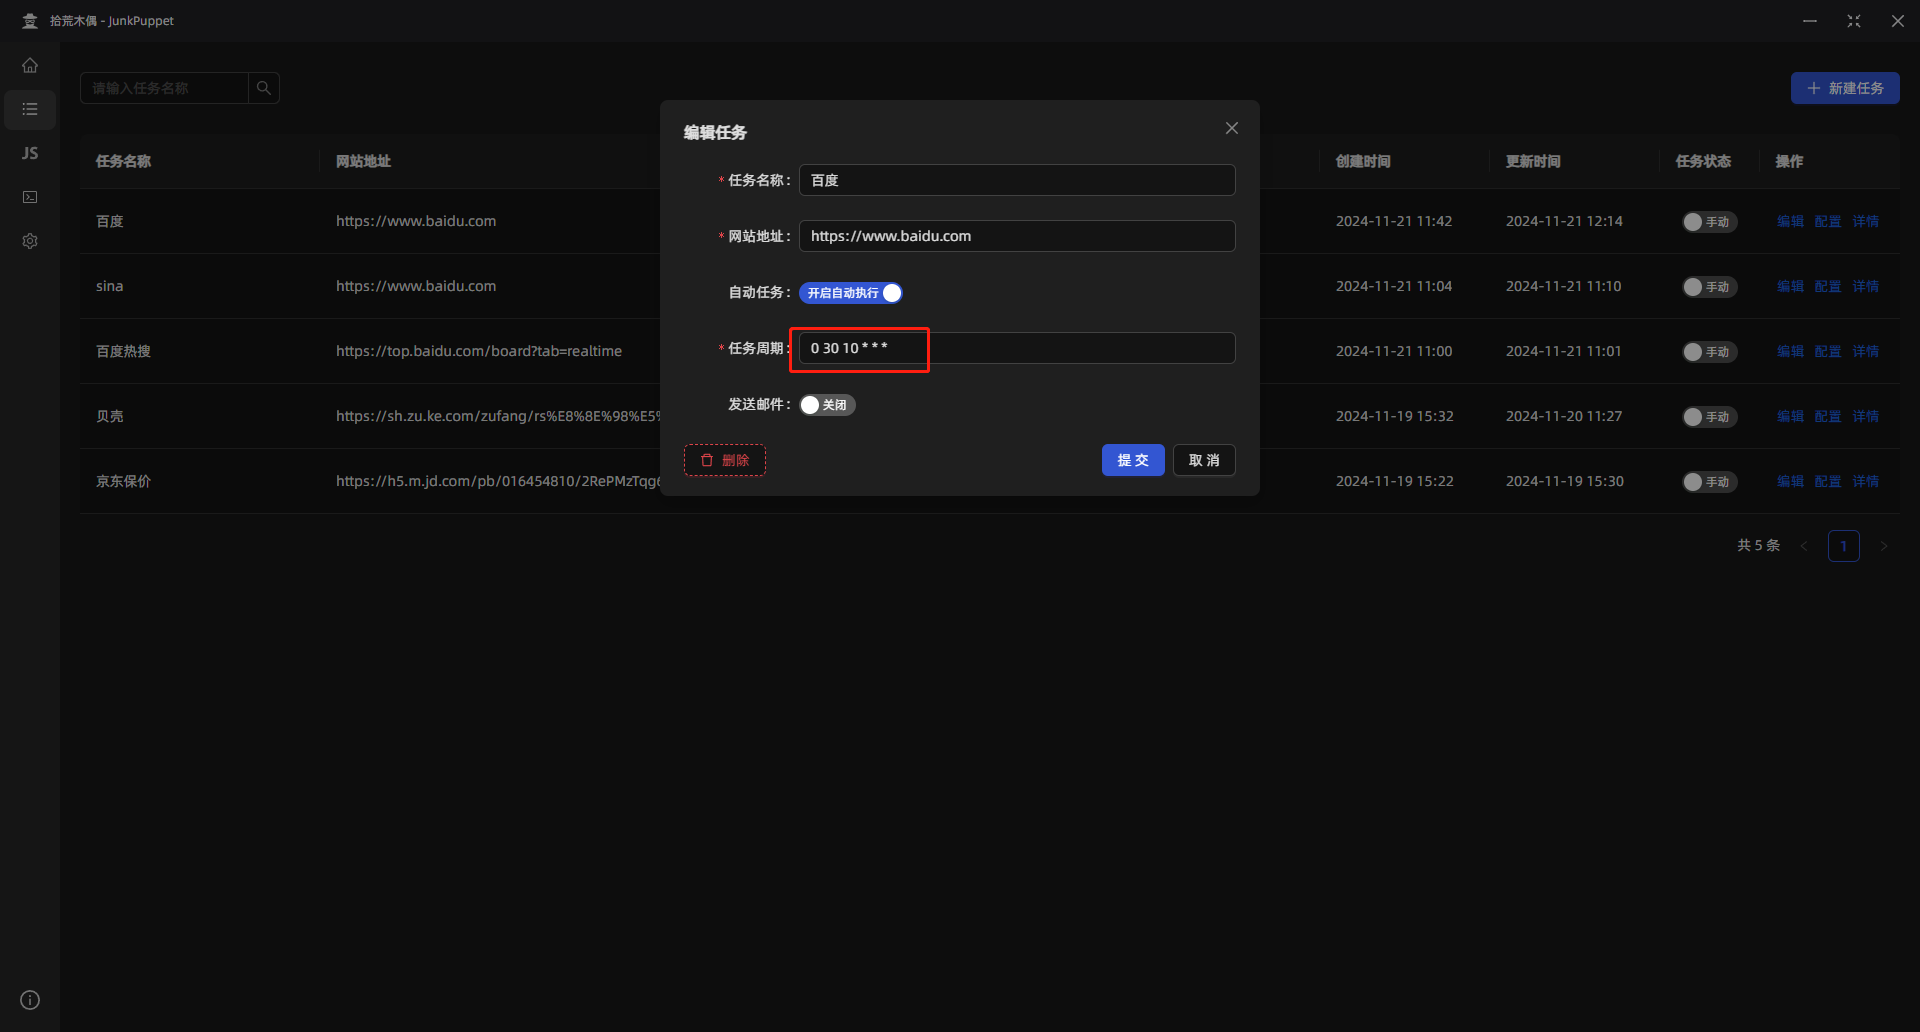 拾荒木偶 - JunkPuppet
请输入任务名称
新建任务
JS
任务名称 网站地址 创建时间 更新时间 任务状态 操作
百度 https://www.baidu.com 2024-11-21 11:42 2024-11-21 12:14 手动 编辑 配置 详情
sina https://www.baidu.com 2024-11-21 11:04 2024-11-21 11:10 手动 编辑 配置 详情
百度热搜 https://top.baidu.com/board?tab=realtime 2024-11-21 11:00 2024-11-21 11:01 手动 编辑 配置 详情
贝壳 https://sh.zu.ke.com/zufang/rs%E8%8E%98%E5% 2024-11-19 15:32 2024-11-20 11:27 手动 编辑 配置 详情
京东保价 https://h5.m.jd.com/pb/016454810/2RePMzTqg6 2024-11-19 15:22 2024-11-19 15:30 手动 编辑 配置 详情
共 5 条 < 1 >
编辑任务
* 任务名称 : 百度
* 网站地址 : https://www.baidu.com
自动任务 : 开启自动执行
* 任务周期 : 0 30 10 * * *
发送邮件 : 关闭
删除 提 交 取 消